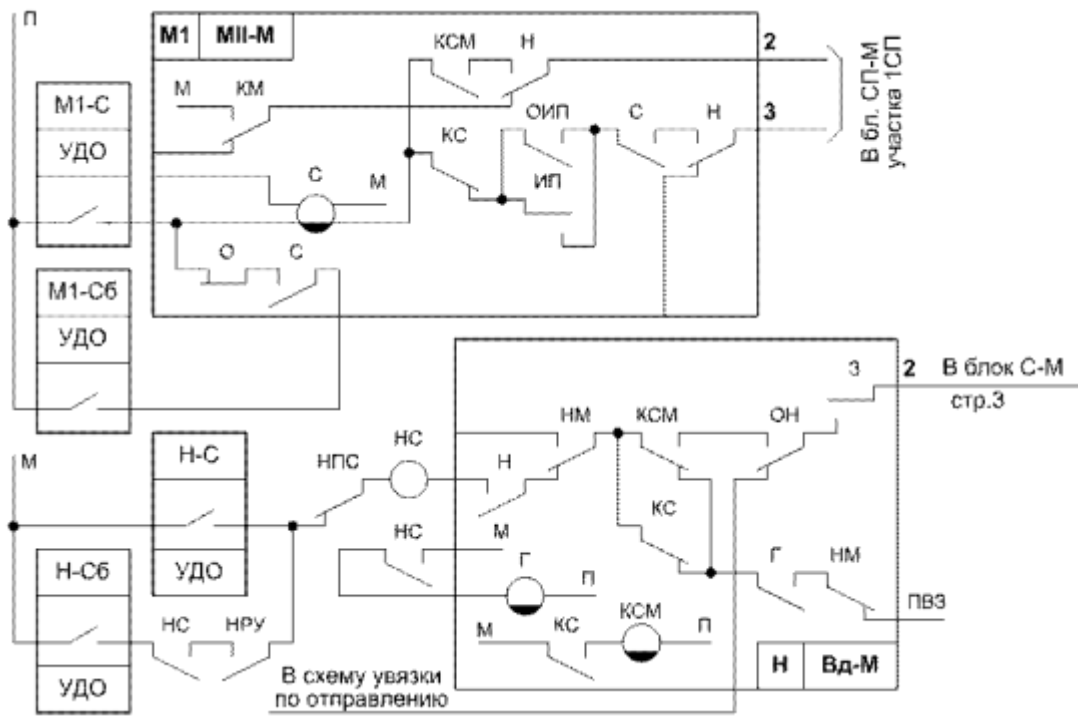 П
М1 МII-М
КСМ Н 2
М1-С
М КМ
УДО
ОИП С Н 3
КС
В бл. СП-М
участка 1СП
С М
ИП
О С
М1-Сб
УДО
З 2 В блок С-М
стр.3
НМ КСМ ОН
М
Н-С
НПС НС
Н
КС
НС М
Г
П
Г НМ
Н-Сб
УДО
ПВЗ
НС НРУ
М КС КСМ П
УДО
Н Вд-М
В схему увязки
по отправлению